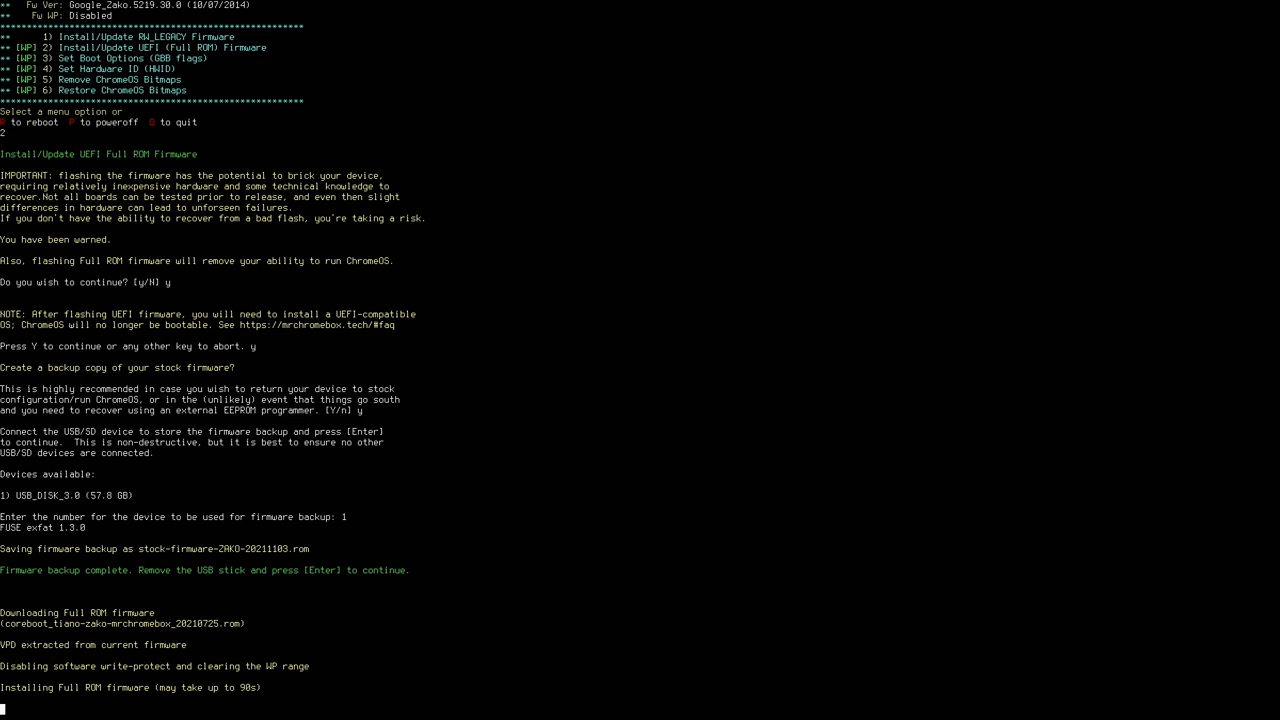 **   Fw Ver: Google_Zako.5219.30.0 (10/07/2014)
**    Fw WP: Disabled
*********************************************************
**      1) Install/Update RW_LEGACY Firmware
** [WP] 2) Install/Update UEFI (Full ROM) Firmware
** [WP] 3) Set Boot Options (GBB flags)
** [WP] 4) Set Hardware ID (HWID)
** [WP] 5) Remove ChromeOS Bitmaps
** [WP] 6) Restore ChromeOS Bitmaps
*********************************************************
Select a menu option or
R to reboot  P to poweroff  Q to quit
2
Install/Update UEFI Full ROM Firmware
IMPORTANT: flashing the firmware has the potential to brick your device,
requiring relatively inexpensive hardware and some technical knowledge to
recover.Not all boards can be tested prior to release, and even then slight
differences in hardware can lead to unforseen failures.
If you don't have the ability to recover from a bad flash, you're taking a risk.
You have been warned.
Also, flashing Full ROM firmware will remove your ability to run ChromeOS.
Do you wish to continue? [y/N] y
NOTE: After flashing UEFI firmware, you will need to install a UEFI-compatible
OS; ChromeOS will no longer be bootable. See https://mrchromebox.tech/#faq
Press Y to continue or any other key to abort. y
Create a backup copy of your stock firmware?
This is highly recommended in case you wish to return your device to stock
configuration/run ChromeOS, or in the (unlikely) event that things go south
and you need to recover using an external EEPROM programmer. [Y/n] y
Connect the USB/SD device to store the firmware backup and press [Enter]
to continue.  This is non-destructive, but it is best to ensure no other
USB/SD devices are connected.
Devices available:
1) USB_DISK_3.0 (57.8 GB)
Enter the number for the device to be used for firmware backup: 1
FUSE exfat 1.3.0
Saving firmware backup as stock-firmware-ZAKO-20211103.rom
Firmware backup complete. Remove the USB stick and press [Enter] to continue.
Downloading Full ROM firmware
(coreboot_tiano-zako-mrchromebox_20210725.rom)
VPD extracted from current firmware
Disabling software write-protect and clearing the WP range
Installing Full ROM firmware (may take up to 90s)